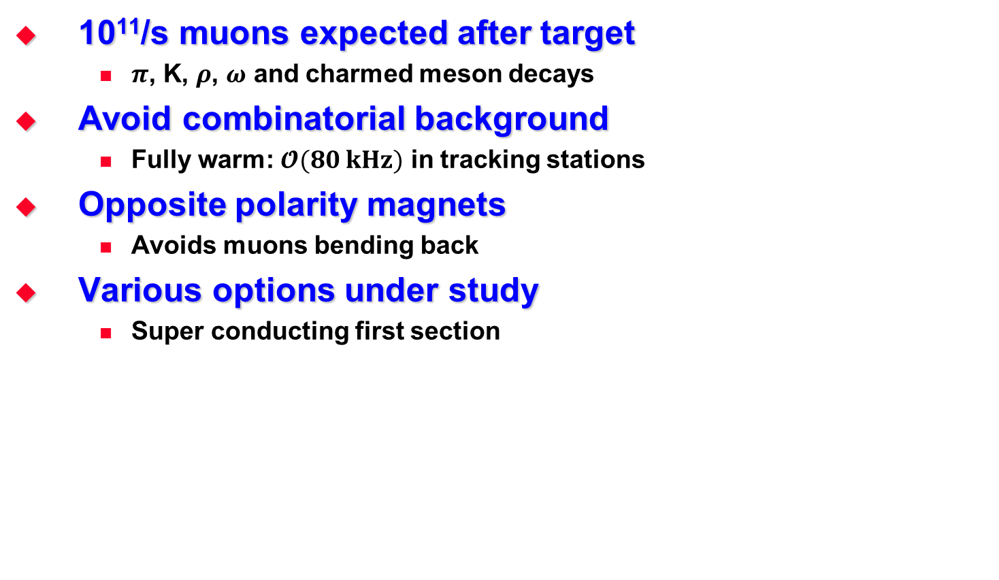 10¹¹/s muons expected after target
π, K, ρ, ω and charmed meson decays
Avoid combinatorial background
Fully warm: 𝒪(80 kHz) in tracking stations
Opposite polarity magnets
Avoids muons bending back
Various options under study
Super conducting first section